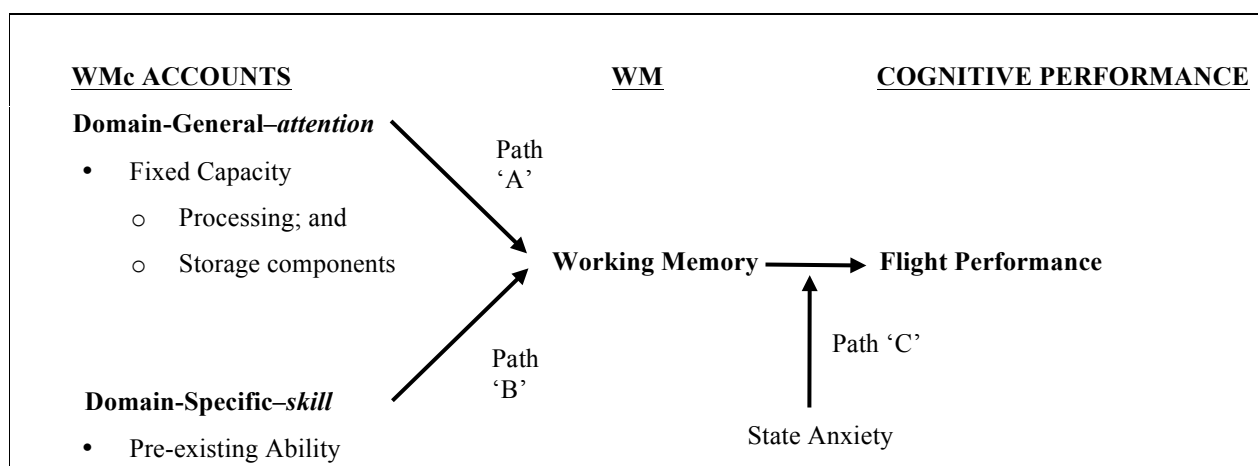 WMc ACCOUNTS WM COGNITIVE PERFORMANCE
Domain-General–attention
• Fixed Capacity
o Processing; and
o Storage components
Path
‘A’
Working Memory Flight Performance
Path
‘B’
Path ‘C’
Domain-Specific–skill
• Pre-existing Ability
State Anxiety